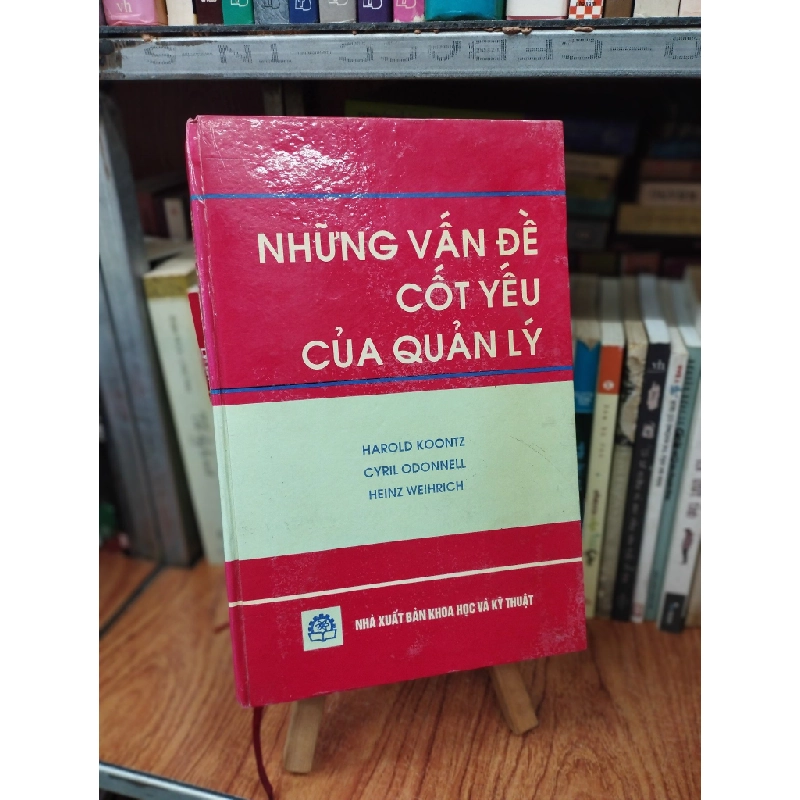 NHỮNG VẤN ĐỀ
CỐT YẾU
CỦA QUẢN LÝ
HAROLD KOONTZ
CYRIL ODONNELL
HEINZ WEIHRICH
NHÀ XUẤT BẢN KHOA HỌC VÀ KỸ THUẬT